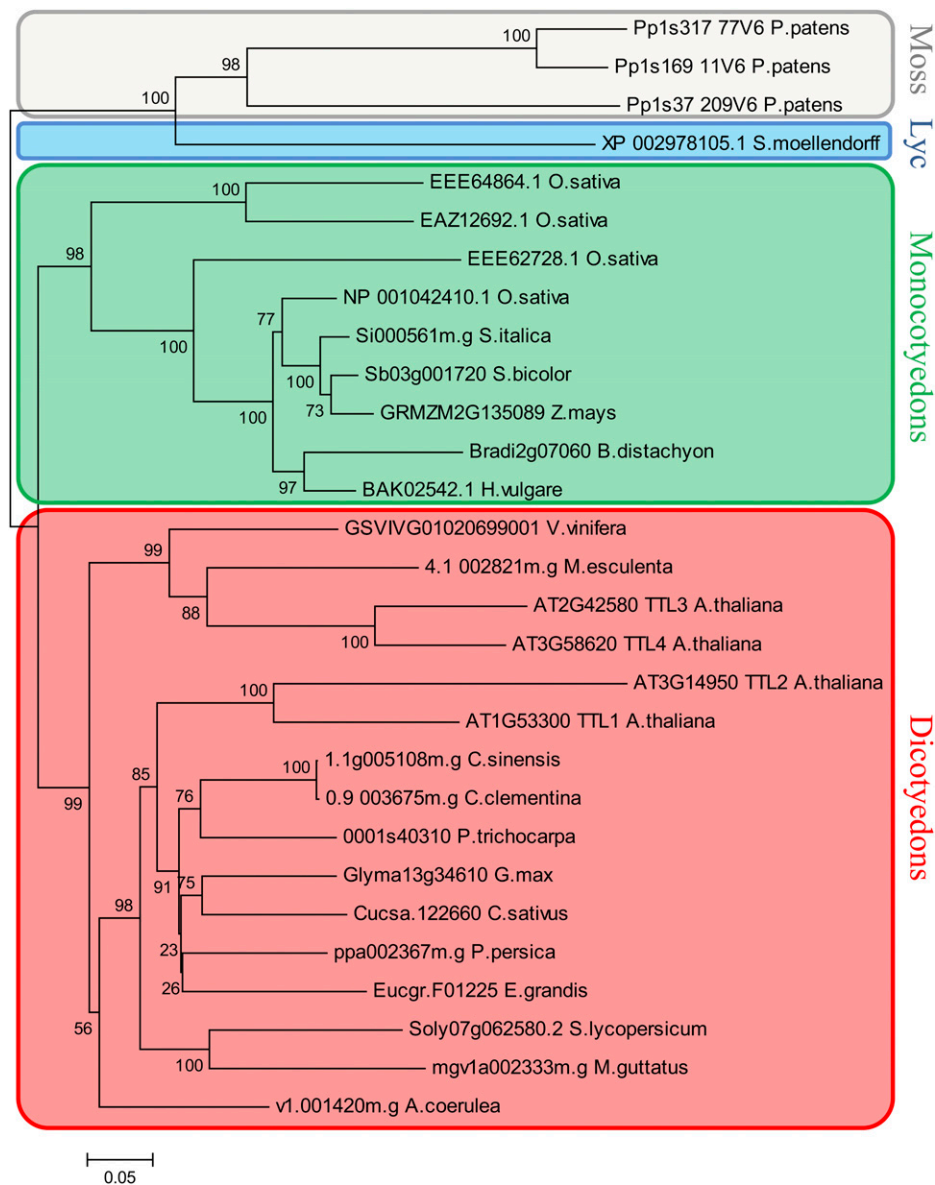 Pp1s317 77V6 P.patens
100
Pp1s169 11V6 P.patens
98
Pp1s37 209V6 P.patens
100
XP 002978105.1 S.moellendorff
Moss
Lyc
EEE64864.1 O.sativa
100
EAZ12692.1 O.sativa
98
EEE62728.1 O.sativa
NP 001042410.1 O.sativa
77
Si000561m.g S.italica
100
Sb03g001720 S.bicolor
100
73
GRMZM2G135089 Z.mays
100
Bradi2g07060 B.distachyon
97
BAK02542.1 H.vulgare
Monocotyedons
GSVIVG01020699001 V.vinifera
99
4.1 002821m.g M.esculenta
88
AT2G42580 TTL3 A.thaliana
100
AT3G58620 TTL4 A.thaliana
AT3G14950 TTL2 A.thaliana
100
AT1G53300 TTL1 A.thaliana
1.1g005108m.g C.sinensis
100
85
0.9 003675m.g C.clementina
76
99
0001s40310 P.trichocarpa
Glyma13g34610 G.max
91
75
98
Cucsa.122660 C.sativus
ppa002367m.g P.persica
23
26
Eucgr.F01225 E.grandis
56
Soly07g062580.2 S.lycopersicum
100
mgv1a002333m.g M.guttatus
v1.001420m.g A.coerulea
Dicotyedons
0.05